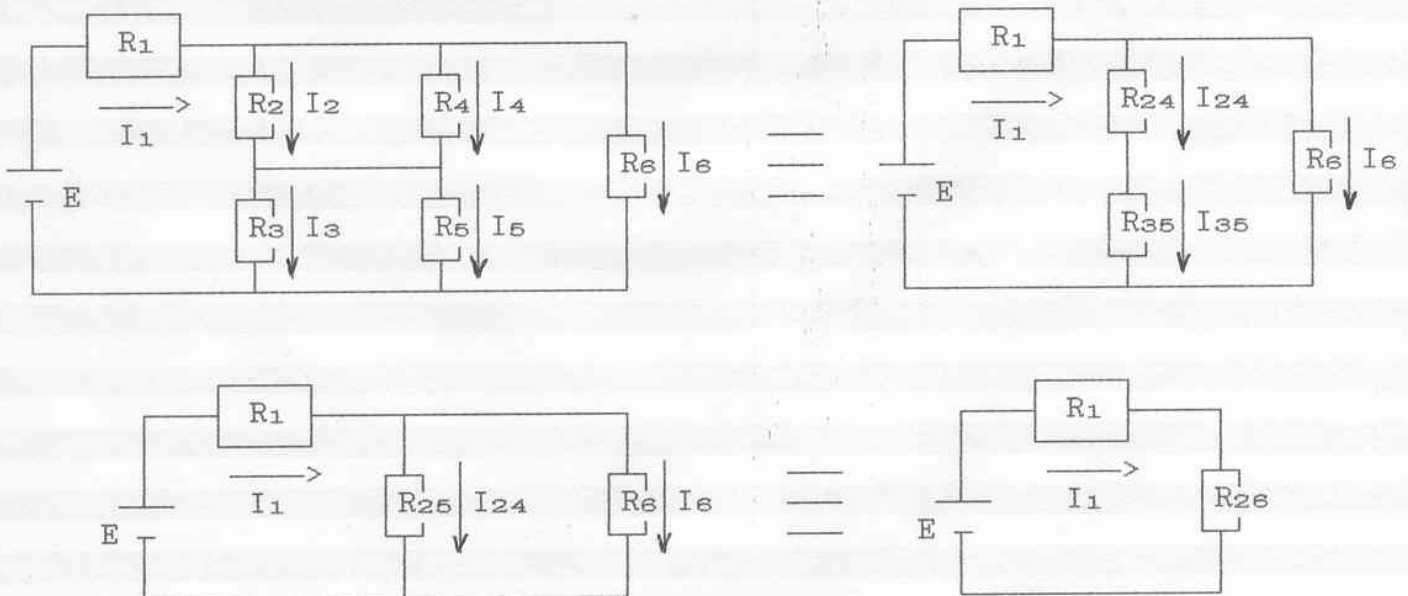 R1
R1
R2 I2 R4 I4
R24 I24
I1
I1
R6 I6
R6 I6
E
E
R3 I3 R5 I5
R35 I35
R1
R1
I1
I1
R25 I24 R6 I6
R26
E
E